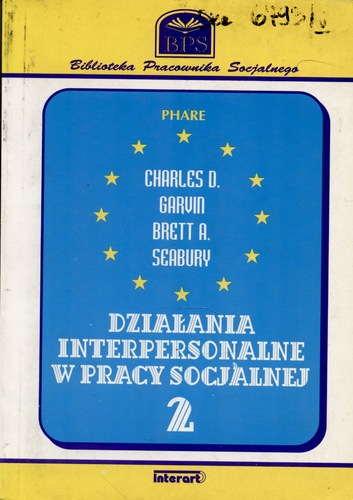 BPS
Biblioteka Pracownika Socjalnego
PHARE
CHARLES D.
GARVIN
BRETT A.
SEABURY
DZIAŁANIA
INTERPERSONALNE
W PRACY SOCJALNEJ
2
interart